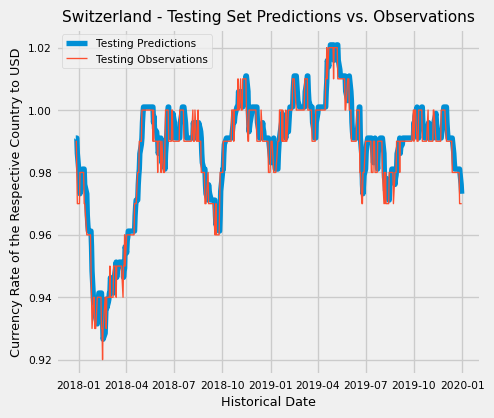 Switzerland - Testing Set Predictions vs. Observations
Testing Predictions
Testing Observations
Currency Rate of the Respective Country to USD
1.02
1.00
0.98
0.96
0.94
0.92
2018-01 2018-04 2018-07 2018-10 2019-01 2019-04 2019-07 2019-10 2020-01
Historical Date